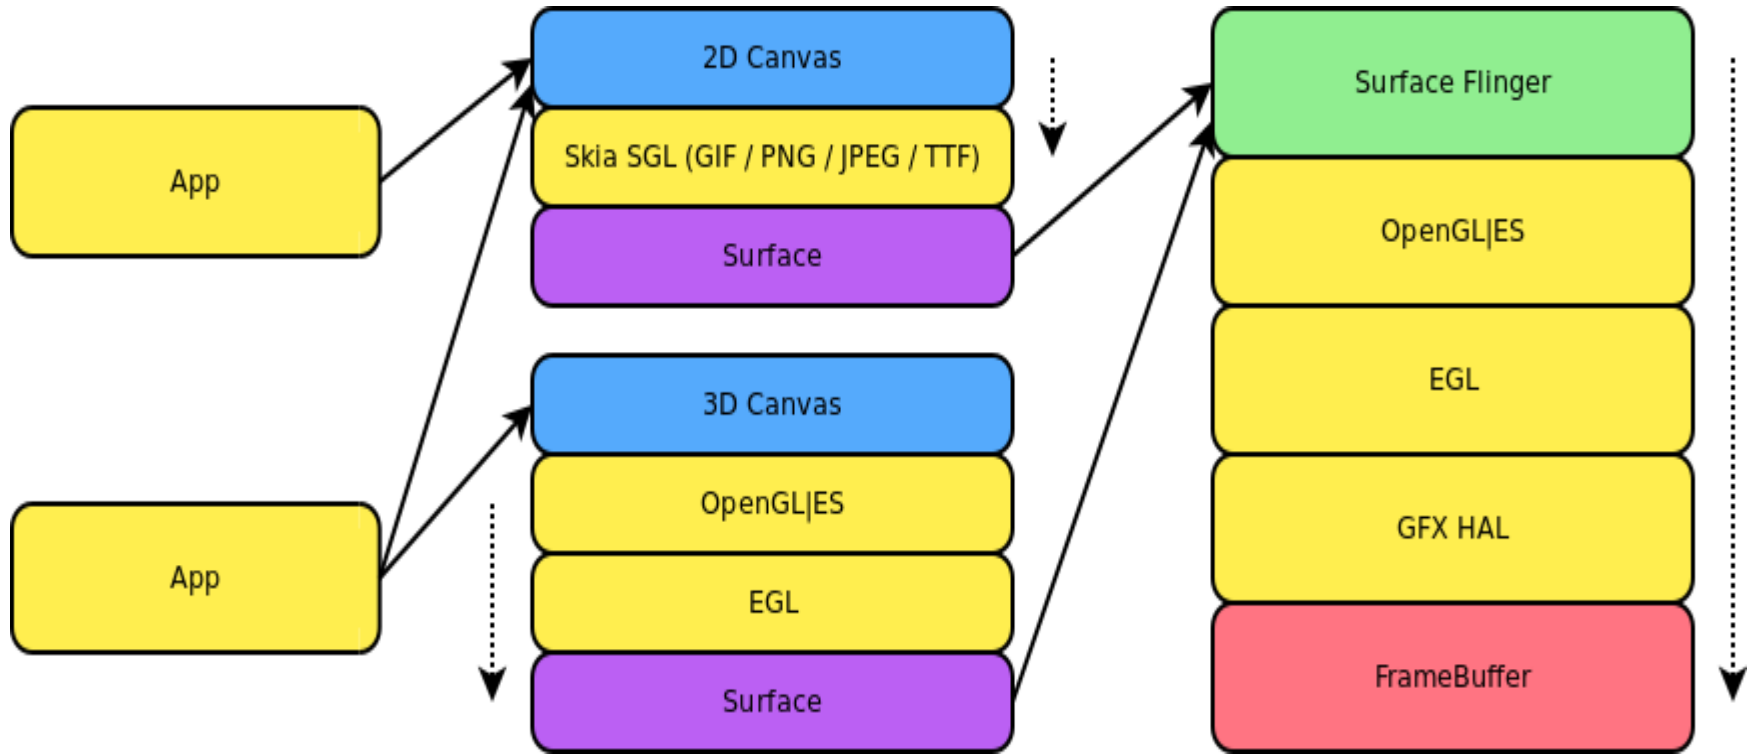 App
App
2D Canvas
Skia SGL (GIF / PNG / JPEG / TTF)
Surface
3D Canvas
OpenGL|ES
EGL
Surface
Surface Flinger
OpenGL|ES
EGL
GFX HAL
FrameBuffer